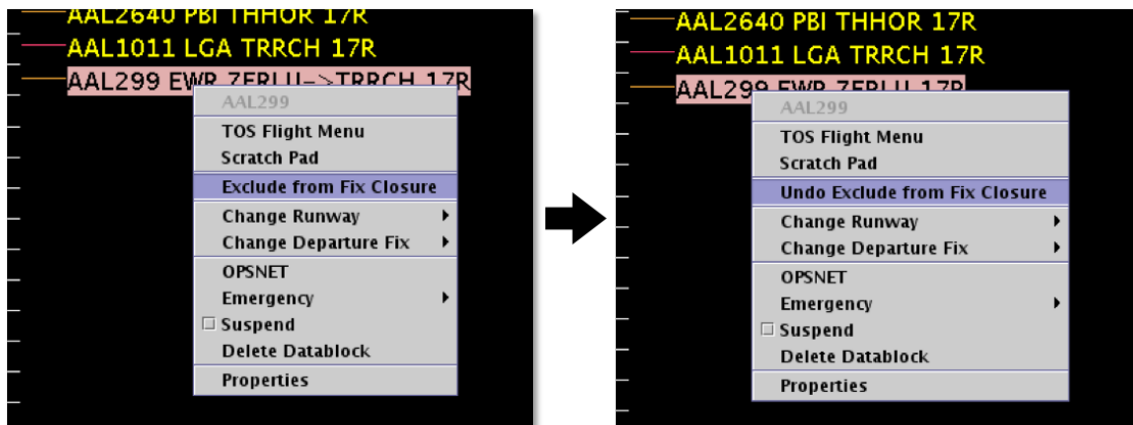 AAL2640 PBI THHOR 17R
AAL1011 LGA TRRCH 17R
AAL299 EWR ZERLU->TRRCH 17R
AAL299
TOS Flight Menu
Scratch Pad
Exclude from Fix Closure
Change Runway
Change Departure Fix
OPSNET
Emergency
Suspend
Delete Datablock
Properties
AAL2640 PBI THHOR 17R
AAL1011 LGA TRRCH 17R
AAL299 EWR ZERLU 17R
AAL299
TOS Flight Menu
Scratch Pad
Undo Exclude from Fix Closure
Change Runway
Change Departure Fix
OPSNET
Emergency
Suspend
Delete Datablock
Properties